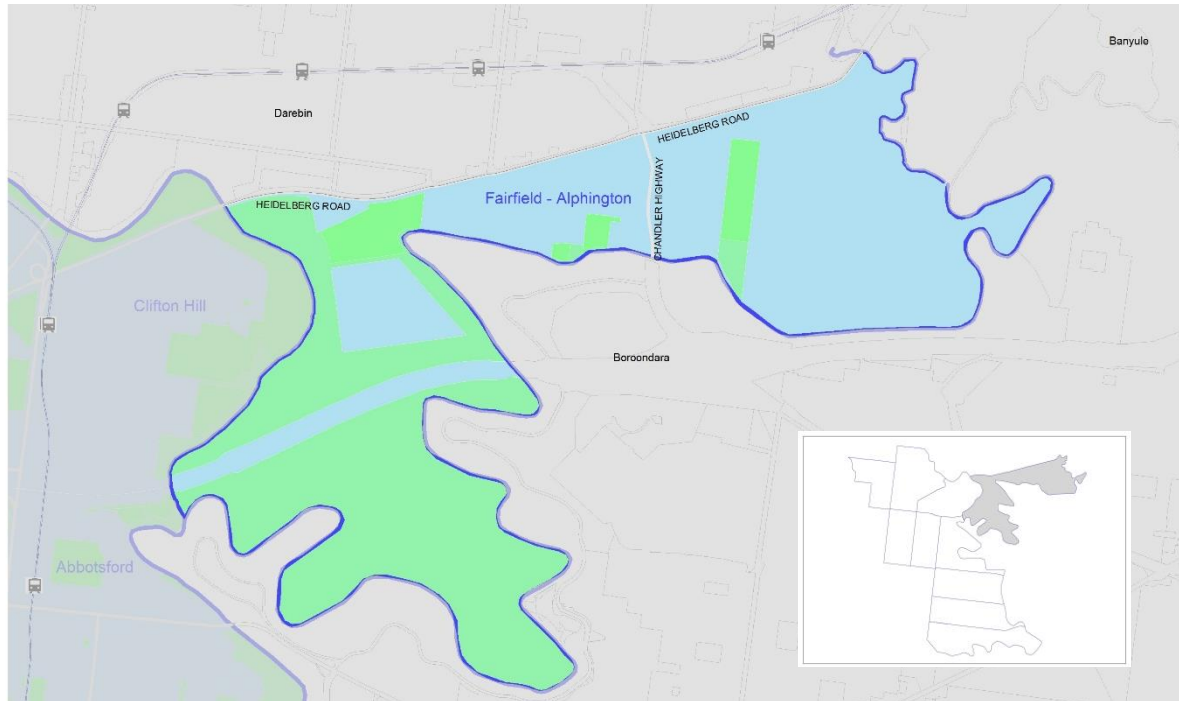 Banyule
Darebin
HEIDELBERG ROAD
HEIDELBERG ROAD
Fairfield - Alphington
CHANDLER HIGHWAY
Clifton Hill
Boroondara
Abbotsford